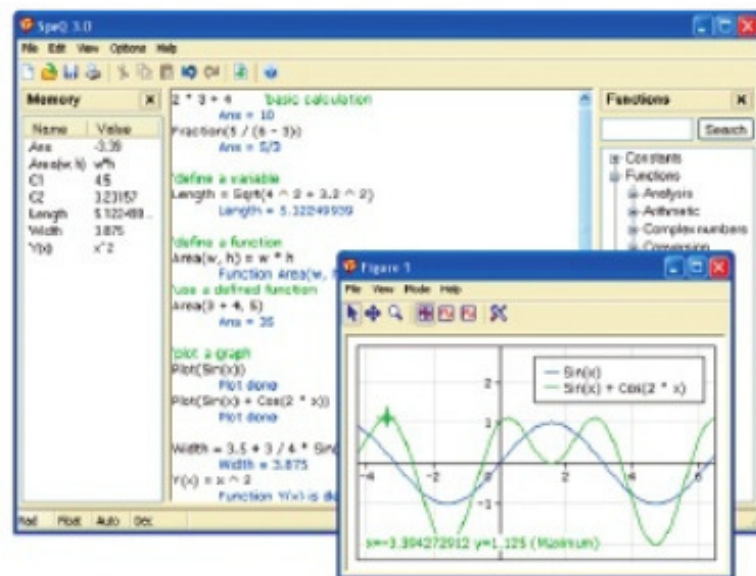 SpeQ 3.0
File Edit View Options Help
Memory
Name Value
Ans -3.39
Area(w, h) w*h
C1 4.5
C2 3.23157
Length 5.122499...
Width 3.875
Y(x) x^2
2 * 3 + 4 'basic calculation
Ans = 10
Fraction(5 / (6 - 3))
Ans = 5/3
'define a variable
Length = Sqrt(4 ^ 2 + 3.2 ^ 2)
Length = 5.12249939
'define a function
Area(w, h) = w * h
Function Area(w,
'use a defined function
Area(3 + 4, 5)
Ans = 35
'plot a graph
Plot(Sin(x))
Plot done
Plot(Sin(x) + Cos(2 * x))
Plot done
Width = 3.5 + 3 / 4 * Sin
Width = 3.875
Y(x) = x ^ 2
Function Y(x) is de
Functions
Search
Constants
Functions
Analysis
Arithmetic
Complex numbers
Conversion
Figure 1
File View Mode Help
Sin(x)
Sin(x) + Cos(2 * x)
2
1
-4 -2 0 2 4 6
-1
x=-3.394272912 y=1.125 (Maximum)
Rad Float Auto Dec